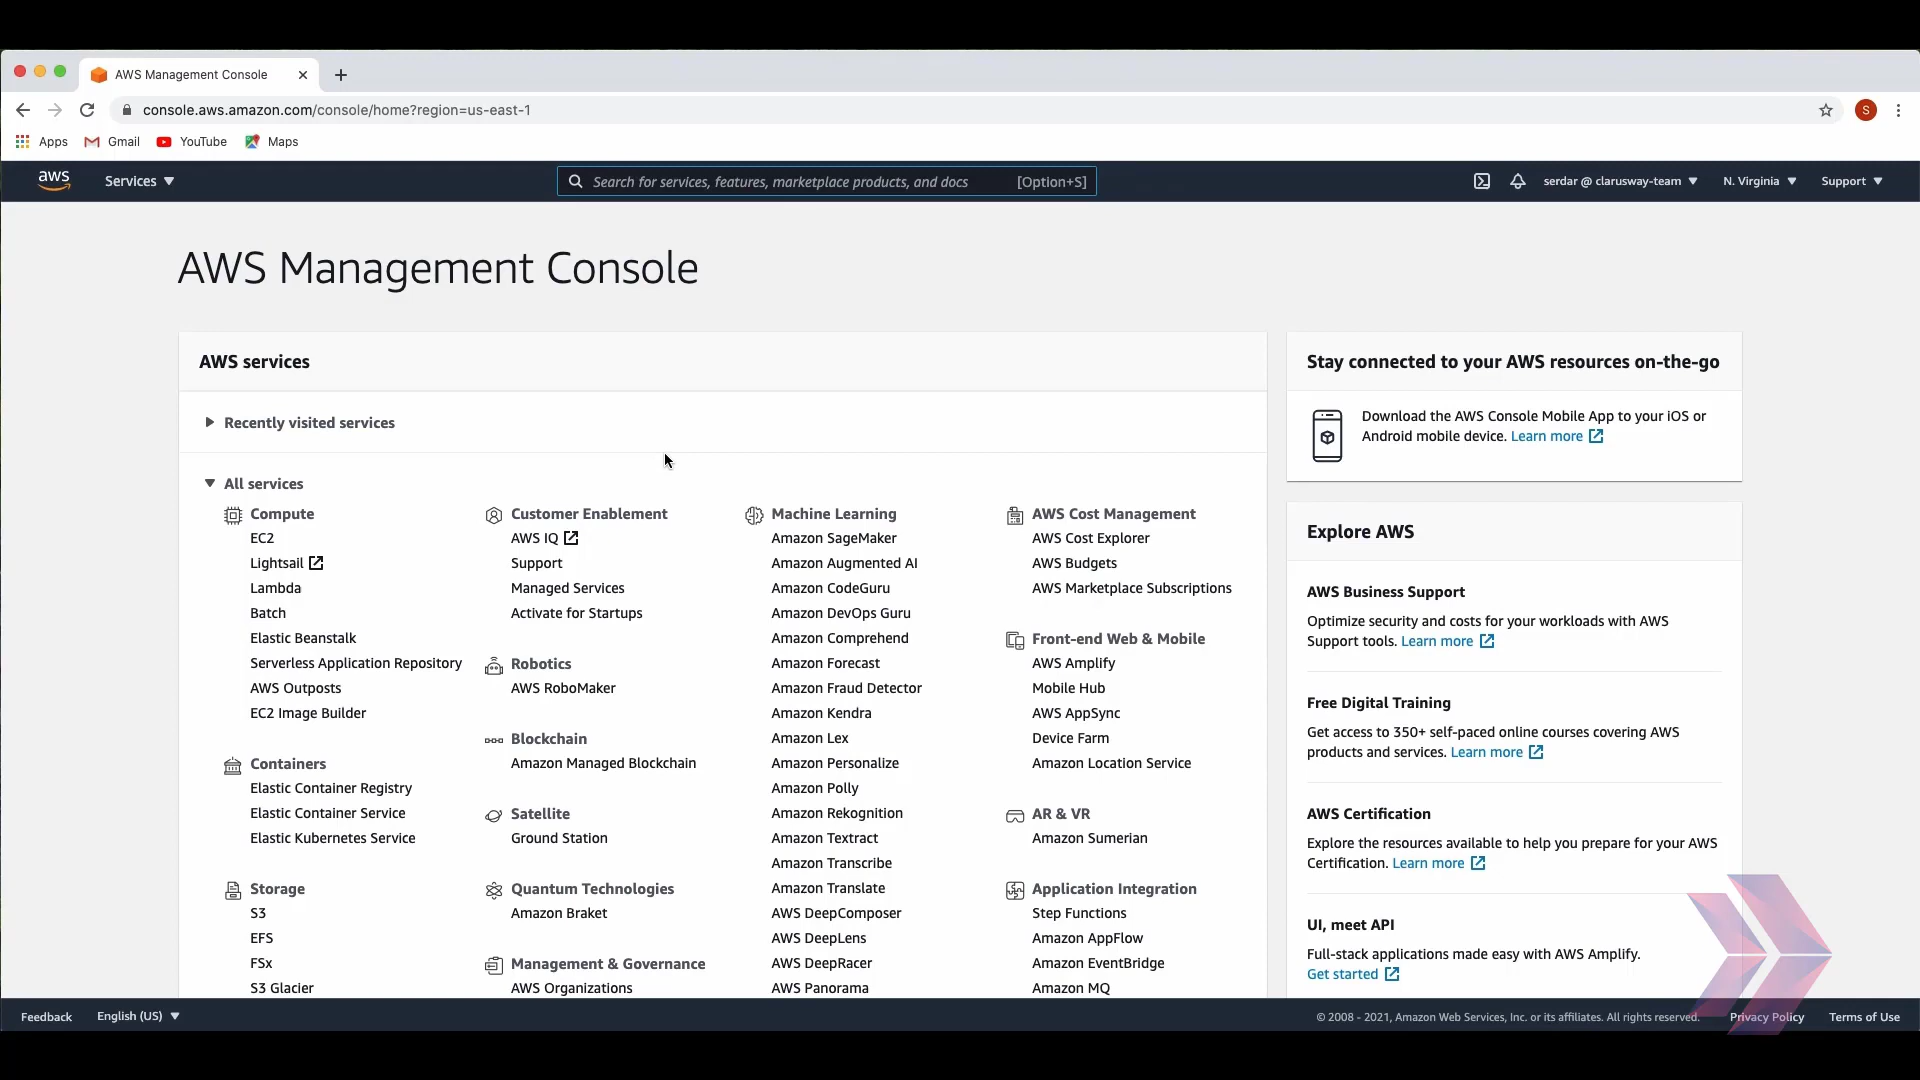 AWS Management Console
console.aws.amazon.com/console/home?region=us-east-1
S
Apps Gmail YouTube Maps
aws Services Search for services, features, marketplace products, and docs [Option+S] serdar @ clarusway-team N. Virginia Support
AWS Management Console
AWS services
Recently visited services
All services
Compute
EC2
Lightsail
Lambda
Batch
Elastic Beanstalk
Serverless Application Repository
AWS Outposts
EC2 Image Builder
Containers
Elastic Container Registry
Elastic Container Service
Elastic Kubernetes Service
Storage
S3
EFS
FSx
S3 Glacier
Customer Enablement
AWS IQ
Support
Managed Services
Activate for Startups
Robotics
AWS RoboMaker
Blockchain
Amazon Managed Blockchain
Satellite
Ground Station
Quantum Technologies
Amazon Braket
Management & Governance
AWS Organizations
Machine Learning
Amazon SageMaker
Amazon Augmented AI
Amazon CodeGuru
Amazon DevOps Guru
Amazon Comprehend
Amazon Forecast
Amazon Fraud Detector
Amazon Kendra
Amazon Lex
Amazon Personalize
Amazon Polly
Amazon Rekognition
Amazon Textract
Amazon Transcribe
Amazon Translate
AWS DeepComposer
AWS DeepLens
AWS DeepRacer
AWS Panorama
AWS Cost Management
AWS Cost Explorer
AWS Budgets
AWS Marketplace Subscriptions
Front-end Web & Mobile
AWS Amplify
Mobile Hub
AWS AppSync
Device Farm
Amazon Location Service
AR & VR
Amazon Sumerian
Application Integration
Step Functions
Amazon AppFlow
Amazon EventBridge
Amazon MQ
Stay connected to your AWS resources on-the-go
Download the AWS Console Mobile App to your iOS or
Android mobile device. Learn more
Explore AWS
AWS Business Support
Optimize security and costs for your workloads with AWS
Support tools. Learn more
Free Digital Training
Get access to 350+ self-paced online courses covering AWS
products and services. Learn more
AWS Certification
Explore the resources available to help you prepare for your AWS
Certification. Learn more
UI, meet API
Full-stack applications made easy with AWS Amplify.
Get started
Feedback English (US) © 2008 - 2021, Amazon Web Services, Inc. or its affiliates. All rights reserved. Privacy Policy Terms of Use